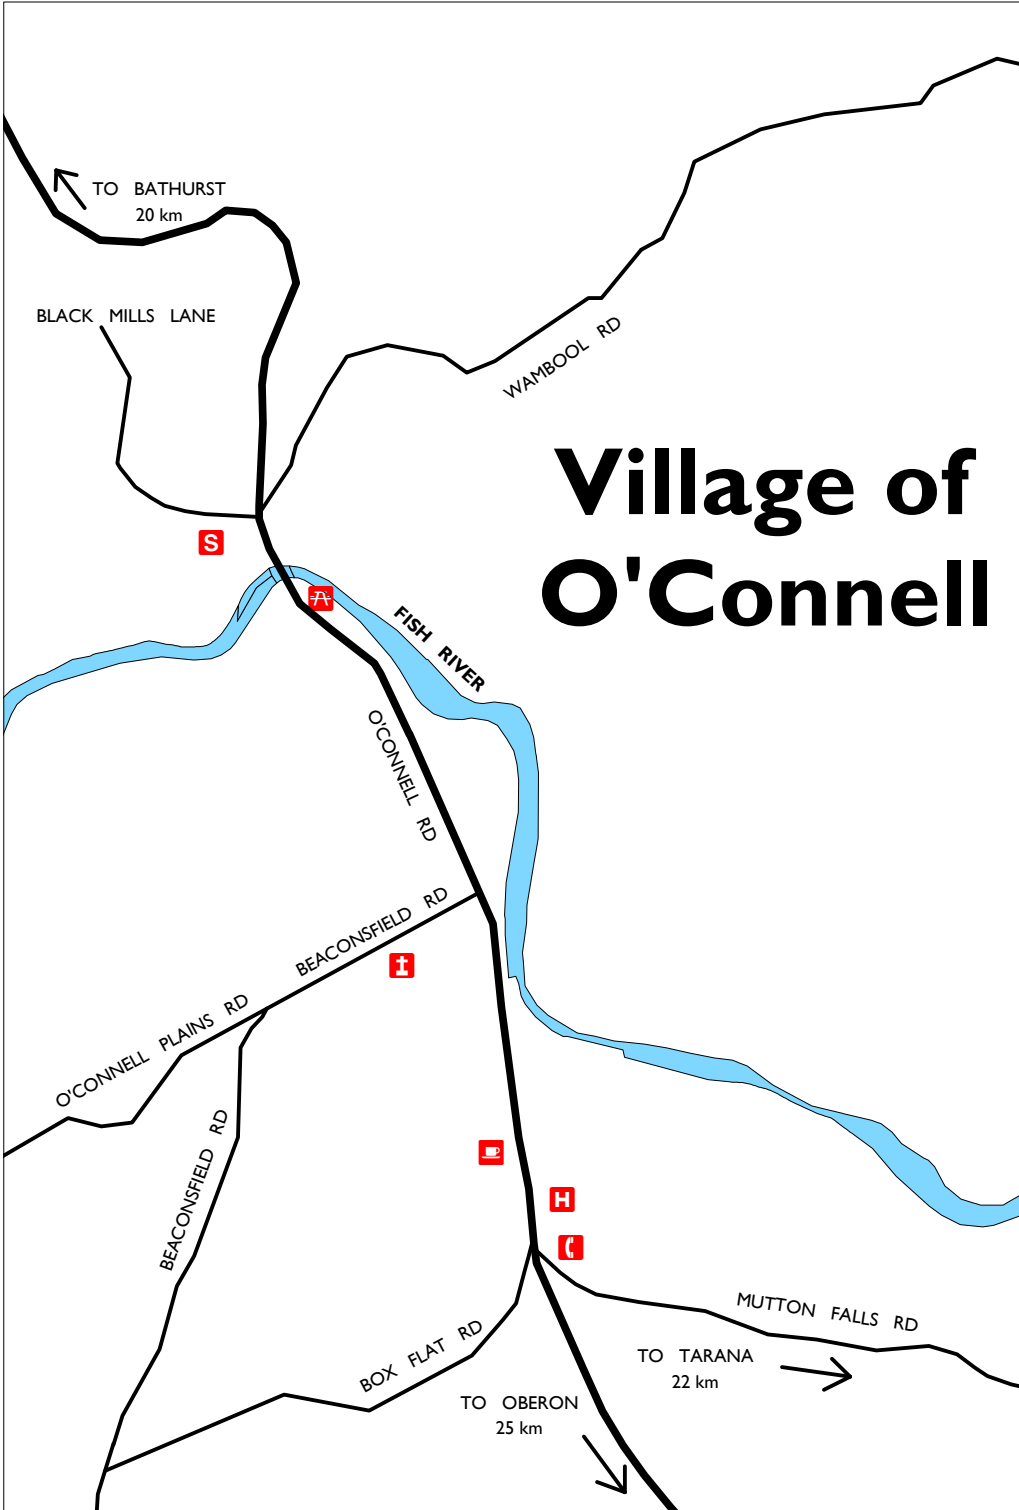 TO BATHURST
20 km
BLACK MILLS LANE
WAMBOOL RD
Village of
O'Connell
S
FISH RIVER
O'CONNELL RD
BEACONSFIELD RD
O'CONNELL PLAINS RD
BEACONSFIELD RD
H
MUTTON FALLS RD
BOX FLAT RD
TO TARANA
22 km
TO OBERON
25 km